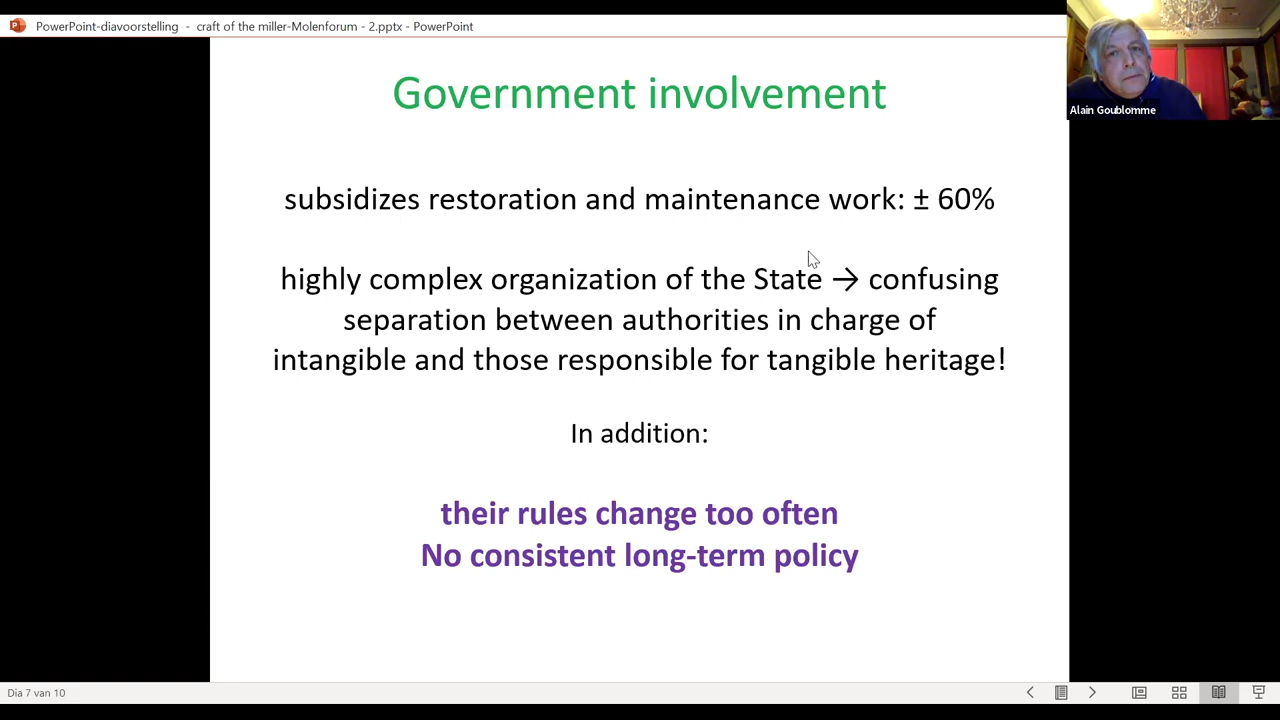 PowerPoint-diavoorstelling - craft of the miller-Molenforum - 2.pptx - PowerPoint
Alain Goublomme
Government involvement
subsidizes restoration and maintenance work: ± 60%
highly complex organization of the State → confusing
separation between authorities in charge of
intangible and those responsible for tangible heritage!
In addition:
their rules change too often
No consistent long-term policy
Dia 7 van 10